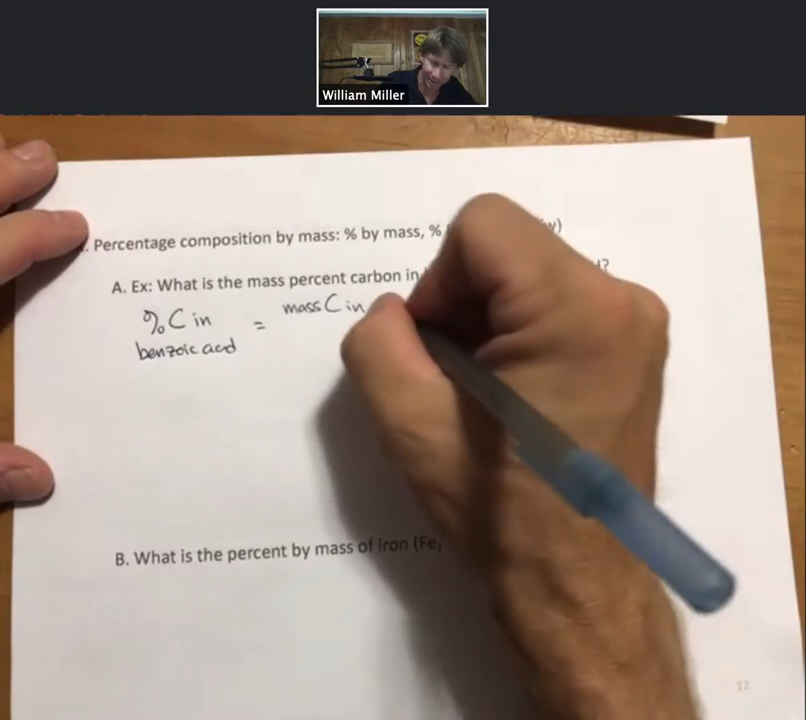 William Miller
. Percentage composition by mass: % by mass, %
A. Ex: What is the mass percent carbon in
%C in = mass C in
benzoic acid
B. What is the percent by mass of iron (Fe,
12